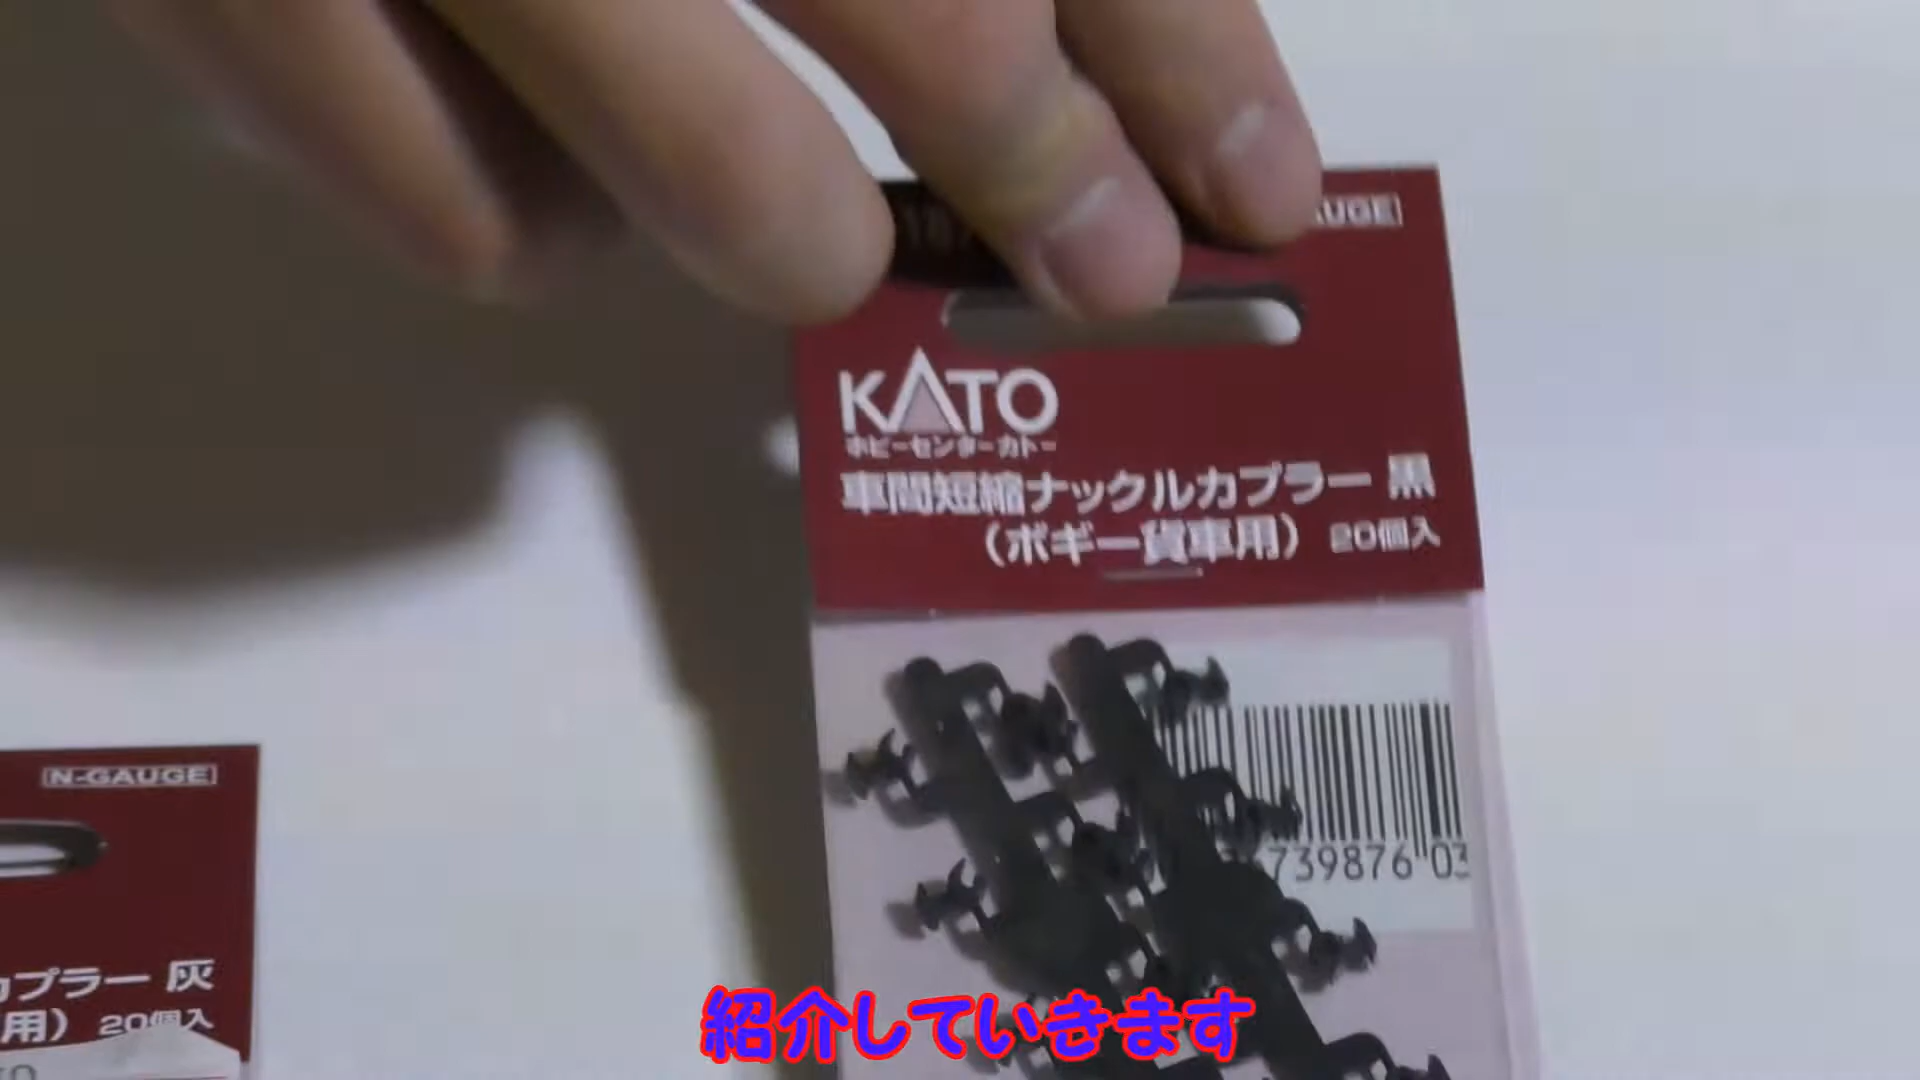 UGE
KATO
ホビーセンターカトー
車間短縮ナックルカプラー 黒
（ボギー貨車用） 20個入
739876 03
N-GAUGE
カプラー 灰
用） 20個入
紹介していきます